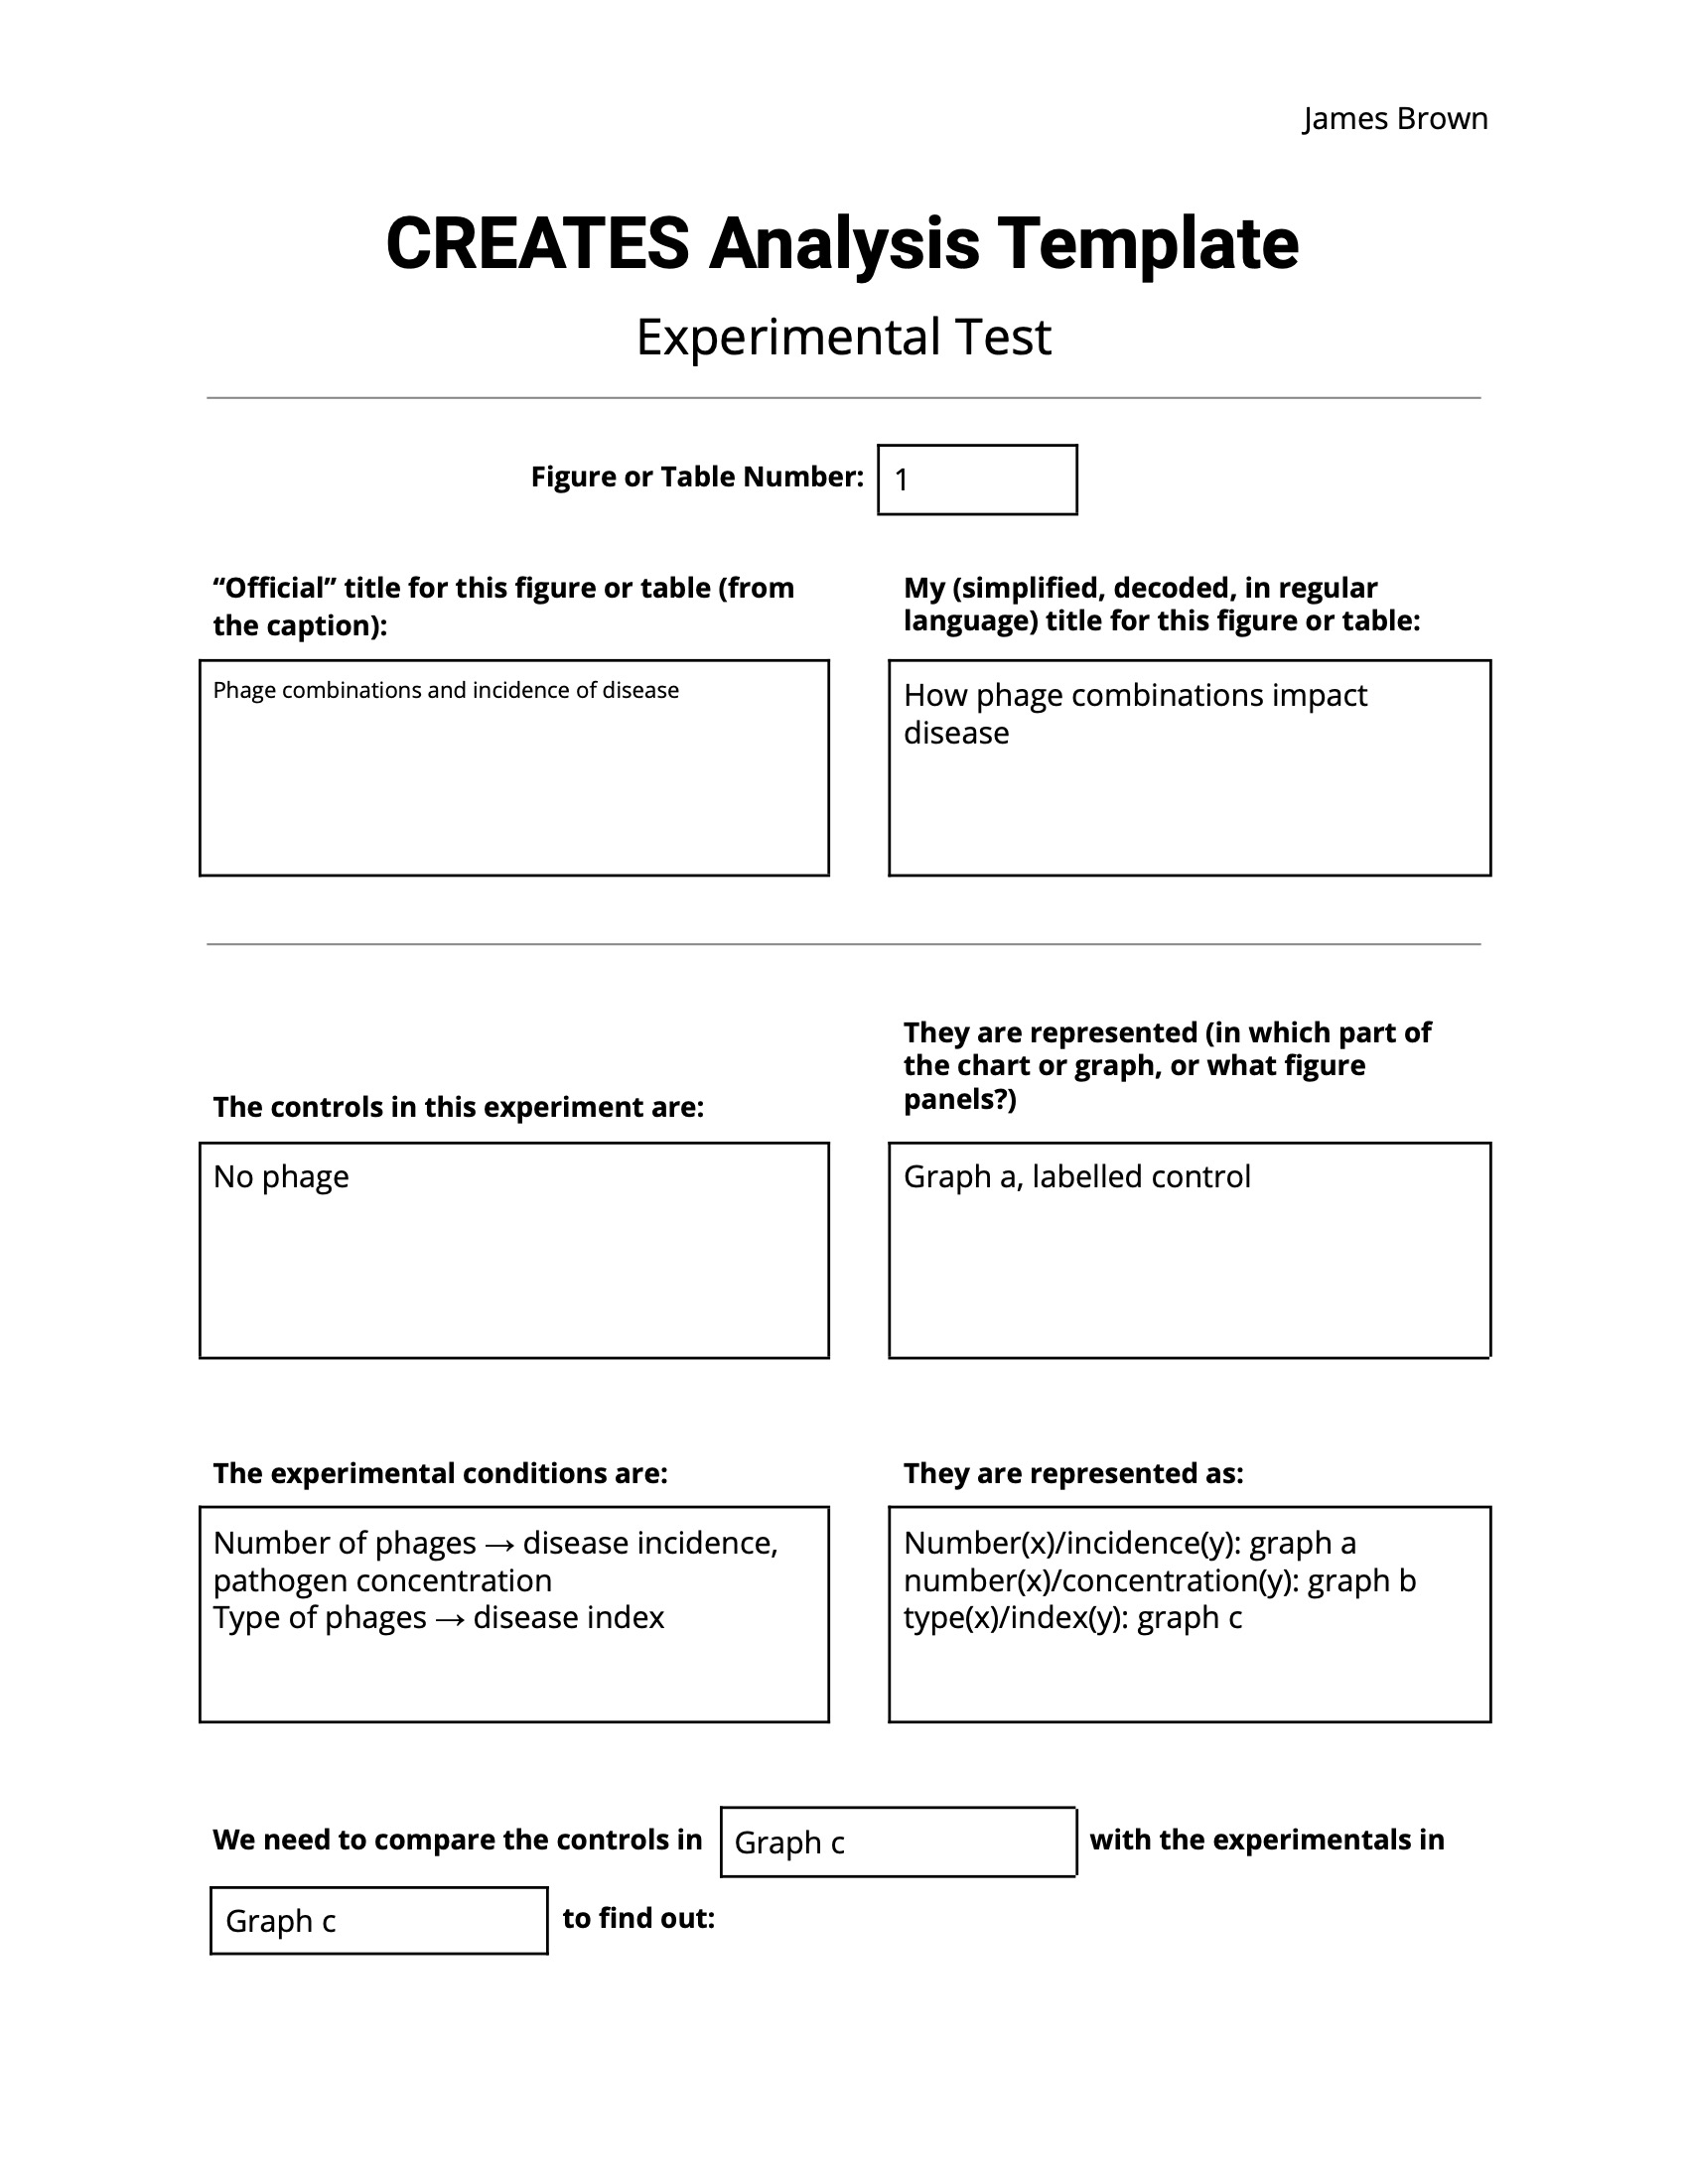 James Brown
CREATES Analysis Template
Experimental Test
Figure or Table Number:
1
“Official” title for this figure or table (from
the caption):
Phage combinations and incidence of disease
My (simplified, decoded, in regular
language) title for this figure or table:
How phage combinations impact
disease
The controls in this experiment are:
No phage
They are represented (in which part of
the chart or graph, or what figure
panels?)
Graph a, labelled control
The experimental conditions are:
Number of phages → disease incidence,
pathogen concentration
Type of phages → disease index
They are represented as:
Number(x)/incidence(y): graph a
number(x)/concentration(y): graph b
type(x)/index(y): graph c
We need to compare the controls in
Graph c
with the experimentals in
Graph c
to find out: